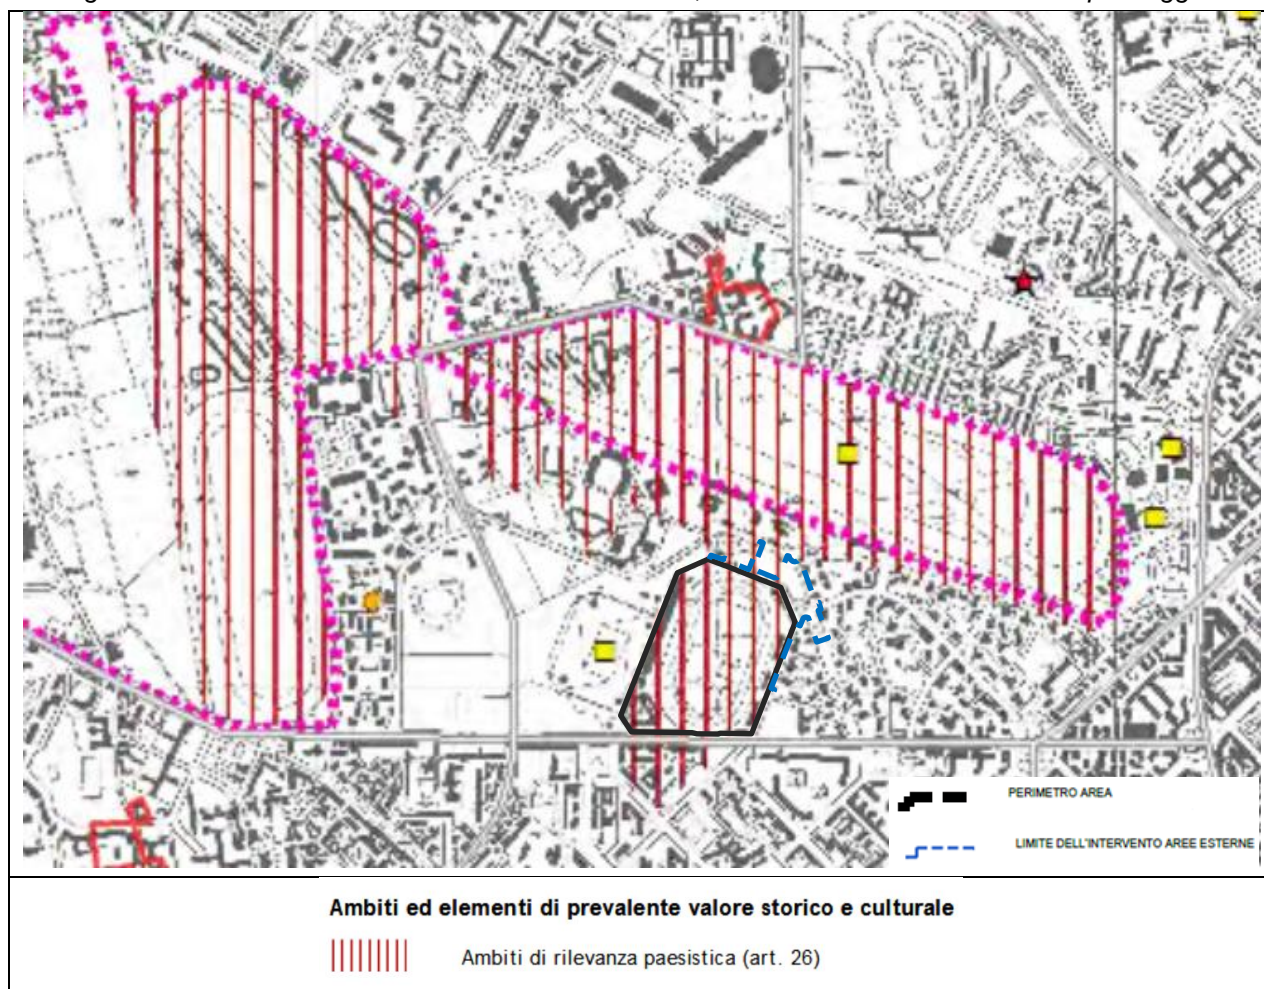 PERIMETRO AREA
LIMITE DELL'INTERVENTO AREE ESTERNE
Ambiti ed elementi di prevalente valore storico e culturale
Ambiti di rilevanza paesistica (art. 26)